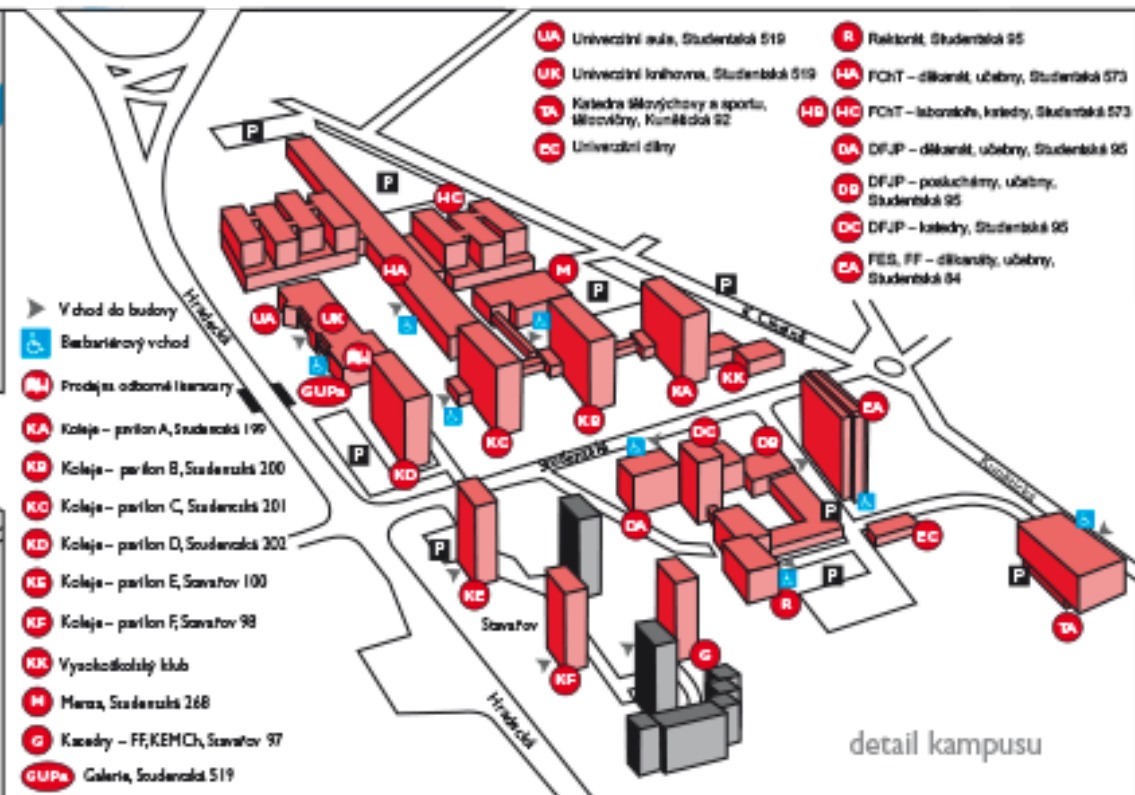 UA Univerzitní aula, Studentská 519
UK Univerzitní knihovna, Studentská 519
TA Katedra tělovýchovy a sportu,
tělocvičny, Kunětická 92
EC Univerzitní dílny
R Rektorát, Studentská 95
HA FChT – děkanát, učebny, Studentská 573
HB HC FChT – laboratoře, katedry, Studentská 573
DA DFJP – děkanát, učebny, Studentská 95
DB DFJP – posluchárny, učebny,
Studentská 95
DC DFJP – katedry, Studentská 95
EA FES, FF – děkanáty, učebny,
Studentská 84
Vchod do budovy
Bezbariérový vchod
Prodejna odborné literatury
KA Koleje – pavilon A, Studentská 199
KB Koleje – pavilon B, Studentská 200
KC Koleje – pavilon C, Studentská 201
KD Koleje – pavilon D, Studentská 202
KE Koleje – pavilon E, Stavařov 100
KF Koleje – pavilon F, Stavařov 98
KK Vysokoškolský klub
M Menza, Studentská 268
G Katedry – FF, KEMCh, Stavařov 97
GUPa Galerie, Studentská 519
P
P
HC
HA
M
P
P
Hradecká
UA
UK
GUPa
KA
KK
KB
KC
P
KD
Studentská
EA
DC
DB
Kunětická
DA
P
EC
P
KE
P
R
P
TA
Stavařov
KF
G
Hradecká
detail kampusu